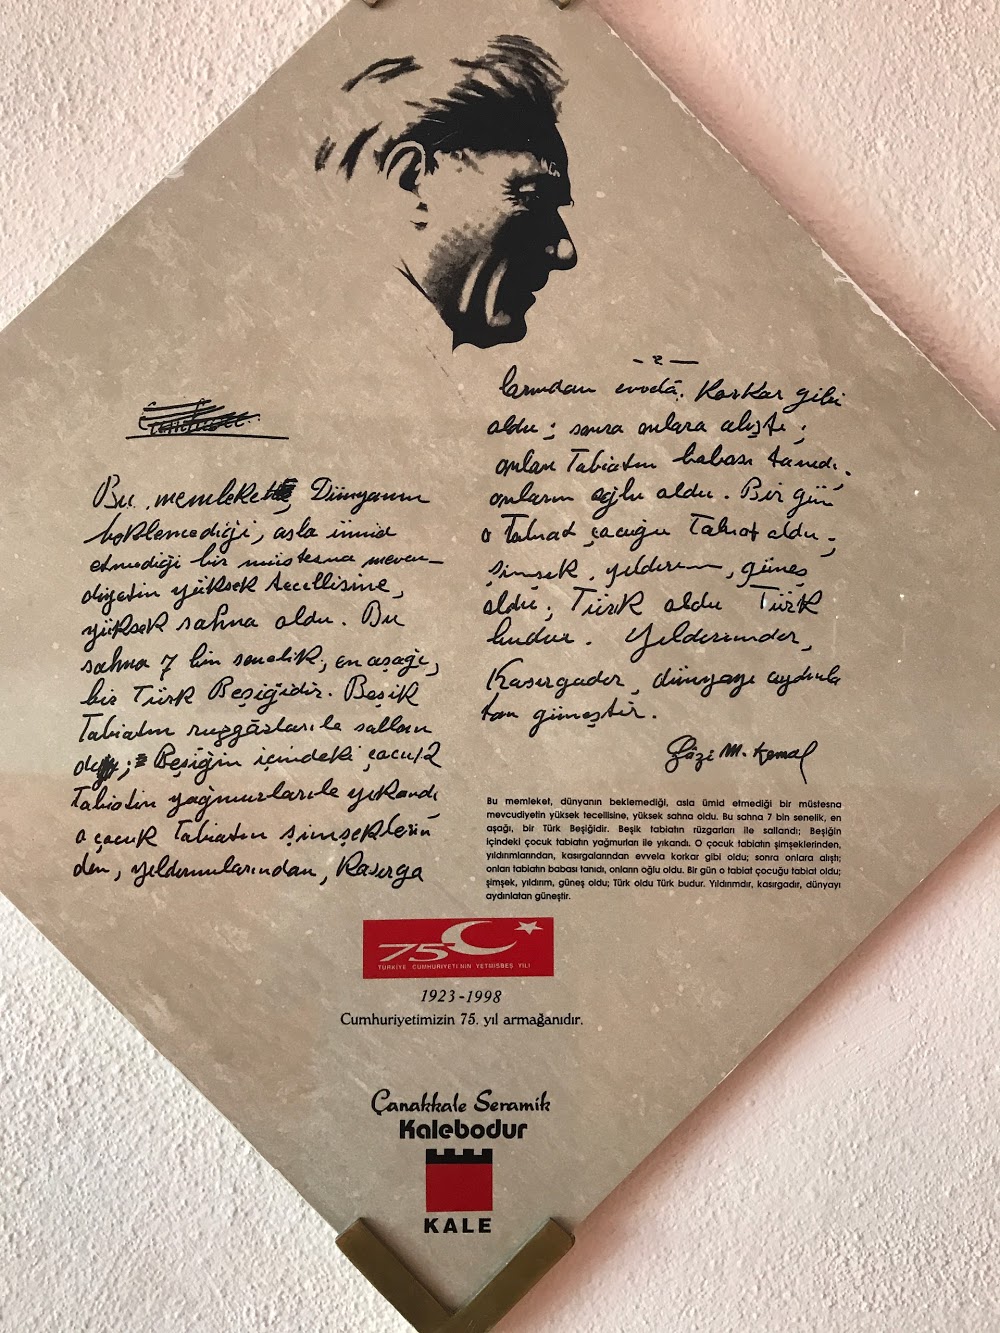 Bu memlekette, Dünyanın
beklemediği, asla ümid
etmediği bir müstesna mevcu-
diyetin yüksek tecellisine,
yüksek sahna oldu. Bu
sahna 7 bin senelik, en aşağı,
bir Türk Beşiğidir. Beşik
Tabiatın ruzgârlarile sallan
dı; Beşiğin içindeki çocuk
Tabiatin yağmurlarile yıkandı
o çocuk Tabiatın şimşeklerin
den, yıldırımlarından, Kasırga
- 2 —
larından evvelâ, Korkar gibi
oldu; sonra onlara alıştı;
onları Tabiatın babası tanıdı,
onların oğlu oldu. Bir gün
o Tabiat çocuğu Tabiat oldu;
şimşek, yıldırım, güneş
oldu; Türk oldu Türk
budur. Yıldırımdır,
Kasırgadır, dünyayı aydınla
tan güneştir.
Gazi M. Kemal
Bu memleket, dünyanın beklemediği, asla ümid etmediği bir müstesna
mevcudiyetin yüksek tecellisine, yüksek sahna oldu. Bu sahna 7 bin senelik, en
aşağı, bir Türk Beşiğidir. Beşik tabiatın rüzgarları ile sallandı; Beşiğin
içindeki çocuk tabiatın yağmurları ile yıkandı. O çocuk tabiatın şimşeklerinden,
yıldırımlarından, kasırgalarından evvela korkar gibi oldu; sonra onlara alıştı;
onları tabiatın babası tanıdı, onların oğlu oldu. Bir gün o tabiat çocuğu tabiat oldu;
şimşek, yıldırım, güneş oldu; Türk oldu Türk budur. Yıldırımdır, kasırgadır, dünyayı
aydınlatan güneştir.
75
TÜRKİYE CUMHURİYETİ'NİN YETMİŞBEŞ YILI
1923-1998
Cumhuriyetimizin 75. yıl armağanıdır.
Çanakkale Seramik
Kalebodur
KALE